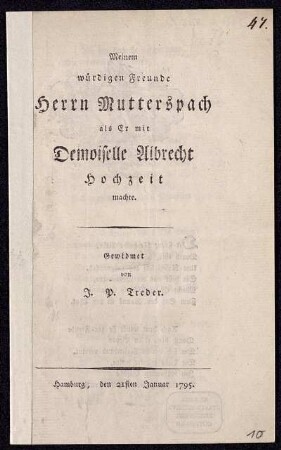 47.
Meinem
würdigen Freunde
Herrn Mutterspach
als Er mit
Demoiselle Albrecht
Hochzeit
machte.
Gewidmet
von
J. P. Treder.
Hamburg, den 21sten Januar 1795.
10